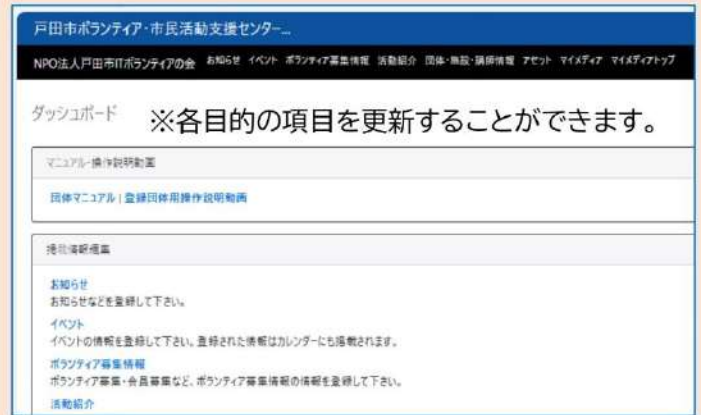 戸田市ボランティア・市民活動支援センター...
NPO法人戸田市ITボランティアの会 お知らせ イベント ボランティア募集情報 活動紹介 団体・施設・講師情報 アセット マイメディア マイメディアトップ
ダッシュボード ※各目的の項目を更新することができます。
マニュアル・操作説明動画
団体マニュアル | 登録団体用操作説明動画
掲載情報編集
お知らせ
お知らせなどを登録して下さい。
イベント
イベントの情報を登録して下さい。登録された情報はカレンダーにも掲載されます。
ボランティア募集情報
ボランティア募集・会員募集など、ボランティア募集情報の情報を登録して下さい。
活動紹介